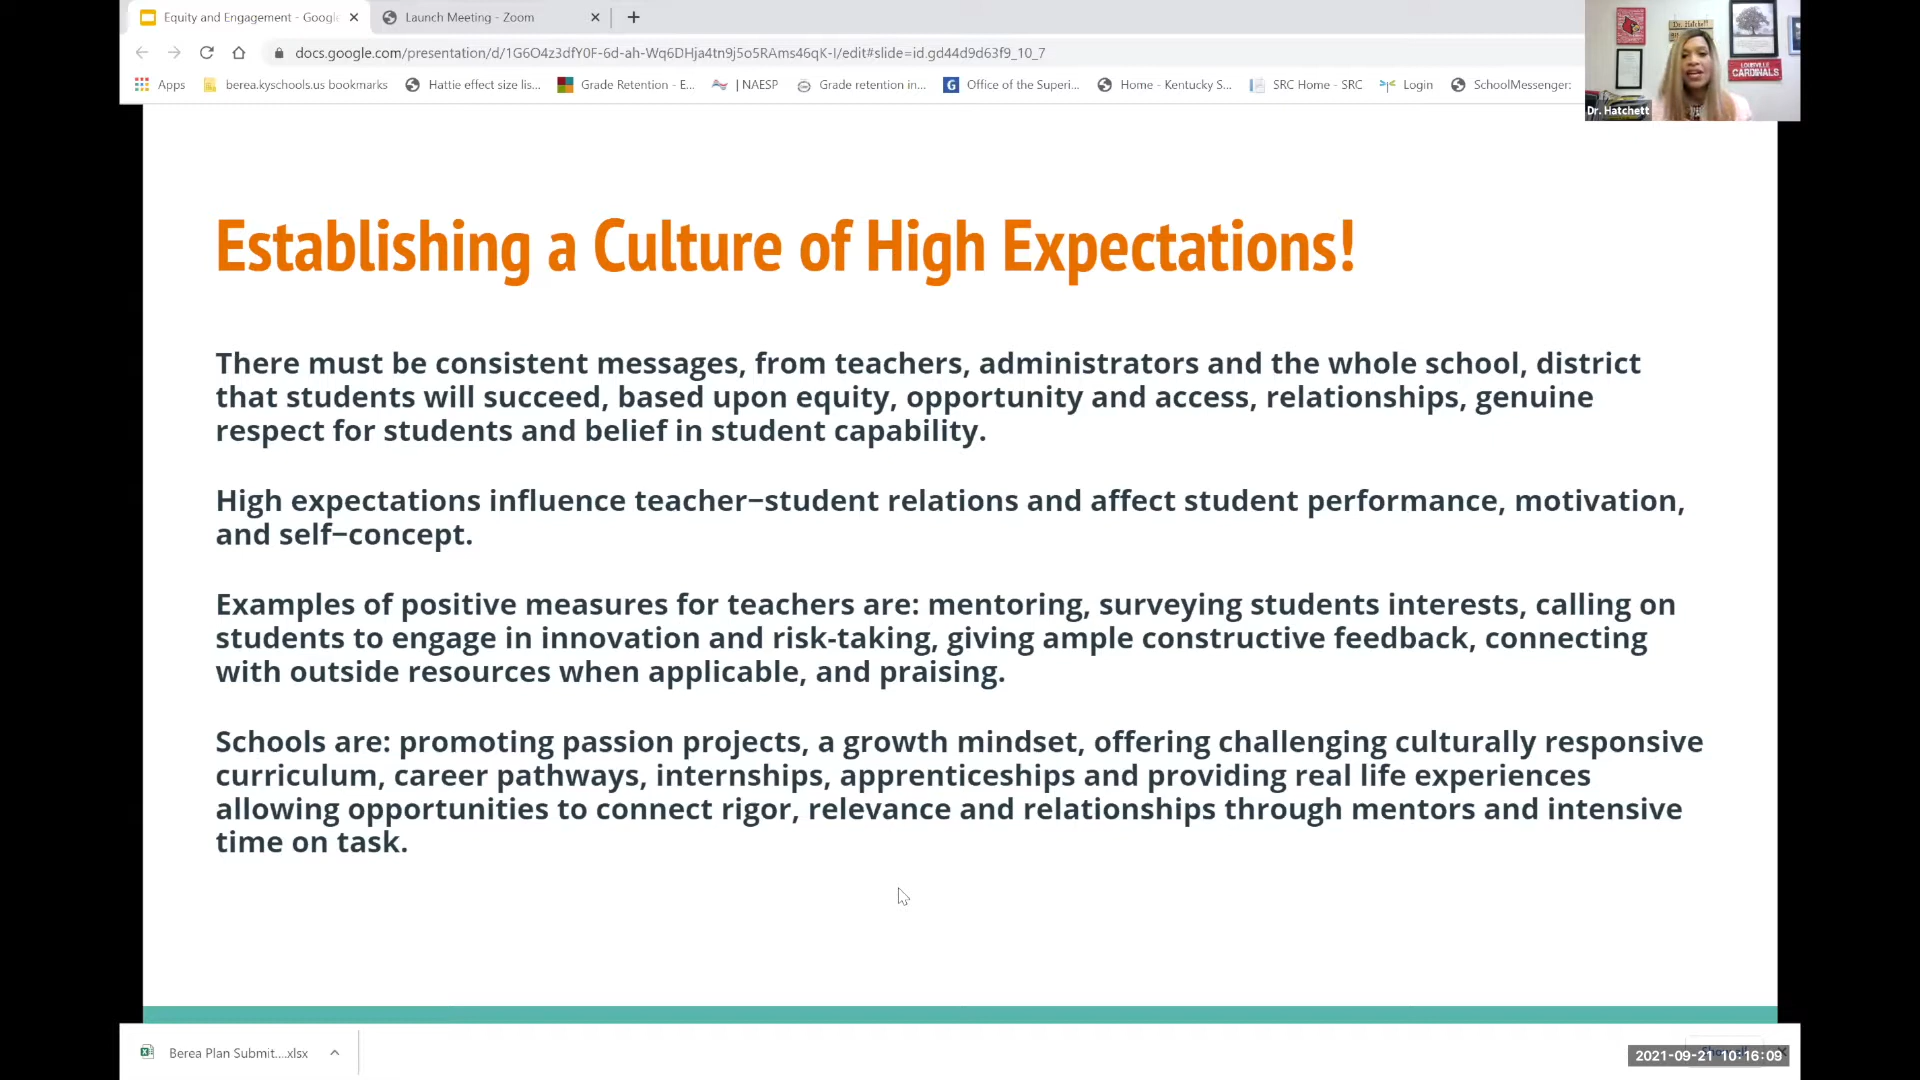 Equity and Engagement - Google
Launch Meeting - Zoom
docs.google.com/presentation/d/1G6O4z3dfY0F-6d-ah-Wq6DHja4tn9j5o5RAms46qK-I/edit#slide=id.gd44d9d63f9_10_7
Apps
berea.kyschools.us bookmarks
Hattie effect size lis...
Grade Retention - E...
| NAESP
Grade retention in...
Office of the Superi...
Home - Kentucky S...
SRC Home - SRC
Login
SchoolMessenger:
Dr. Hatchett
LOUISVILLE
CARDINALS
Dr. Hatchett
Establishing a Culture of High Expectations!
There must be consistent messages, from teachers, administrators and the whole school, district
that students will succeed, based upon equity, opportunity and access, relationships, genuine
respect for students and belief in student capability.
High expectations influence teacher–student relations and affect student performance, motivation,
and self–concept.
Examples of positive measures for teachers are: mentoring, surveying students interests, calling on
students to engage in innovation and risk-taking, giving ample constructive feedback, connecting
with outside resources when applicable, and praising.
Schools are: promoting passion projects, a growth mindset, offering challenging culturally responsive
curriculum, career pathways, internships, apprenticeships and providing real life experiences
allowing opportunities to connect rigor, relevance and relationships through mentors and intensive
time on task.
Berea Plan Submit....xlsx
2021-09-21 10:16:09